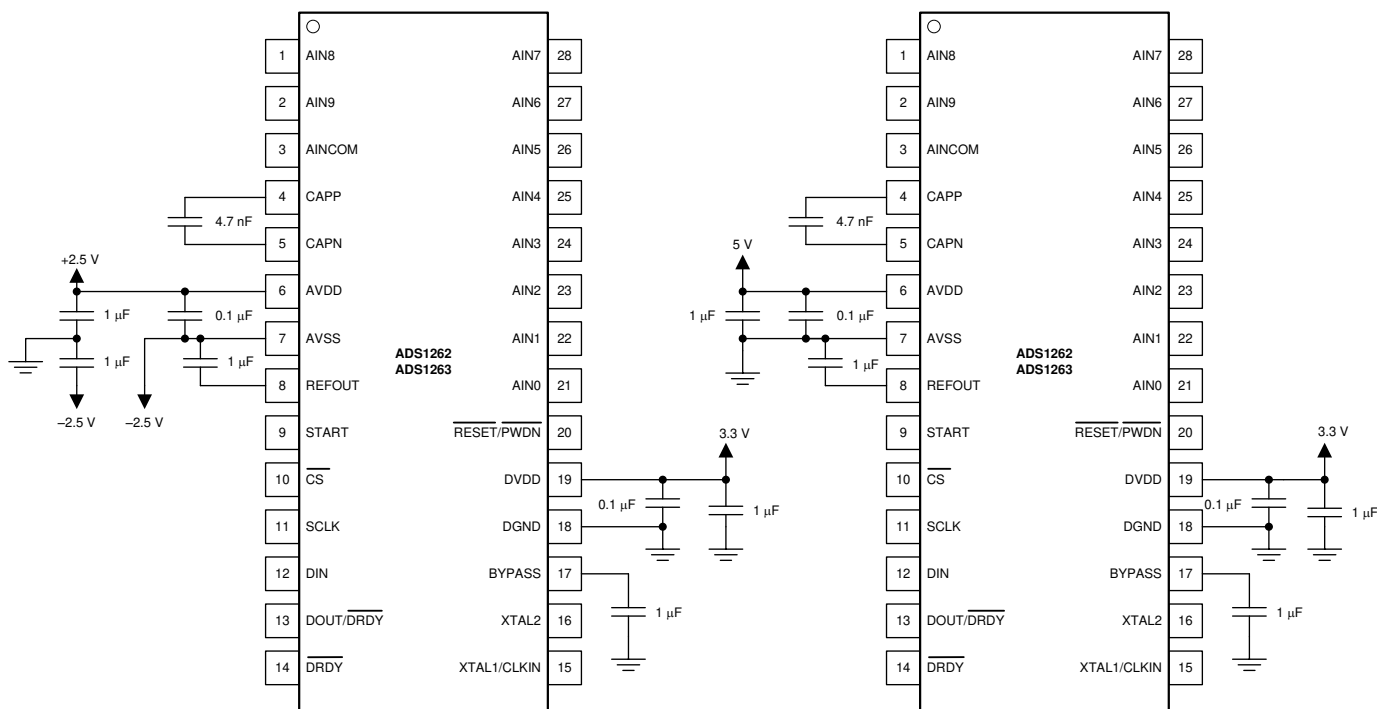 1 AIN8 AIN7 28
2 AIN9 AIN6 27
3 AINCOM AIN5 26
4 CAPP AIN4 25
4.7 nF
5 CAPN AIN3 24
+2.5 V
6 AVDD AIN2 23
1 µF 0.1 µF
7 AVSS AIN1 22
1 µF 1 µF
ADS1262
ADS1263
8 REFOUT AIN0 21
–2.5 V –2.5 V
9 START RESET/PWDN 20
3.3 V
10 CS DVDD 19
0.1 µF 1 µF
11 SCLK DGND 18
12 DIN BYPASS 17
1 µF
13 DOUT/DRDY XTAL2 16
14 DRDY XTAL1/CLKIN 15
1 AIN8 AIN7 28
2 AIN9 AIN6 27
3 AINCOM AIN5 26
4 CAPP AIN4 25
4.7 nF
5 CAPN AIN3 24
5 V
6 AVDD AIN2 23
1 µF 0.1 µF
7 AVSS AIN1 22
1 µF
ADS1262
ADS1263
8 REFOUT AIN0 21
9 START RESET/PWDN 20
3.3 V
10 CS DVDD 19
0.1 µF 1 µF
11 SCLK DGND 18
12 DIN BYPASS 17
1 µF
13 DOUT/DRDY XTAL2 16
14 DRDY XTAL1/CLKIN 15